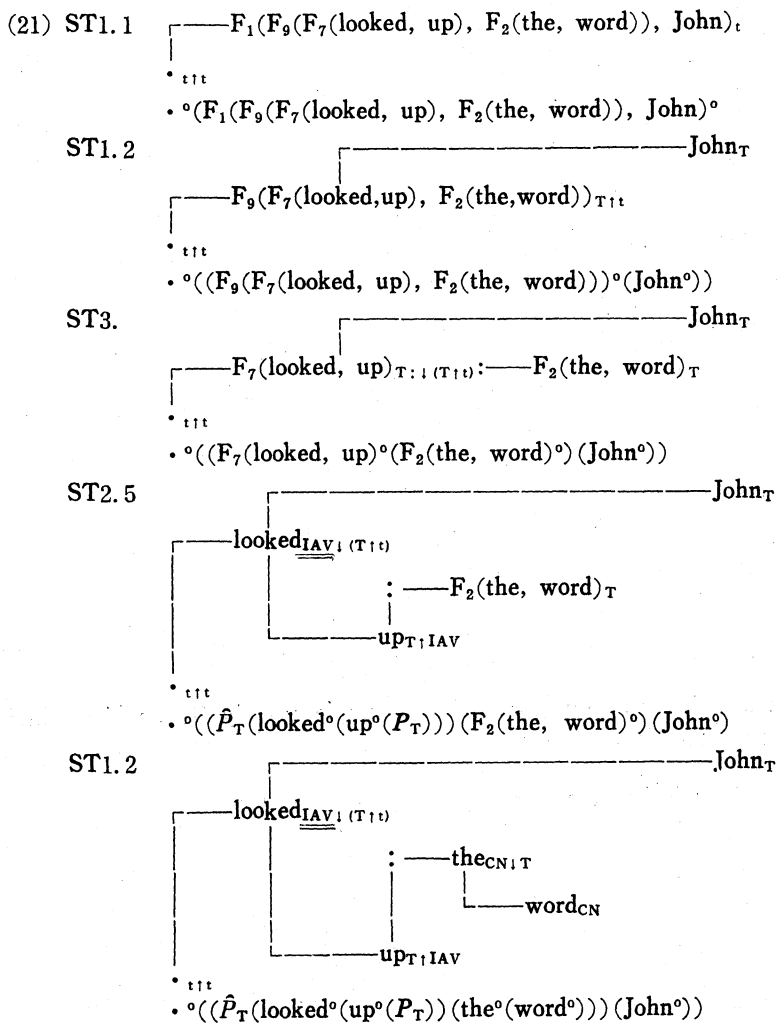 (21) ST1.1 F₁(F₉(F₇(looked, up), F₂(the, word)), John)ₜ
• t↑t
• °(F₁(F₉(F₇(looked, up), F₂(the, word)), John)°
ST1.2 John_T
F₉(F₇(looked,up), F₂(the,word))_T↑t
• t↑t
• °((F₉(F₇(looked, up), F₂(the, word)))°(John°))
ST3. John_T
F₇(looked, up)_T:↓(T↑t): F₂(the, word)_T
• t↑t
• °((F₇(looked, up)°(F₂(the, word)°)(John°))
ST2.5 John_T
looked_IAV↓(T↑t)
: F₂(the, word)_T
up_T↑IAV
• t↑t
• °((P̂_T(looked°(up°(P_T)))(F₂(the, word)°)(John°)
ST1.2 John_T
looked_IAV↓(T↑t)
: the_CN↓T
word_CN
up_T↑IAV
• t↑t
• °((P̂_T(looked°(up°(P_T))(the°(word°)))(John°))